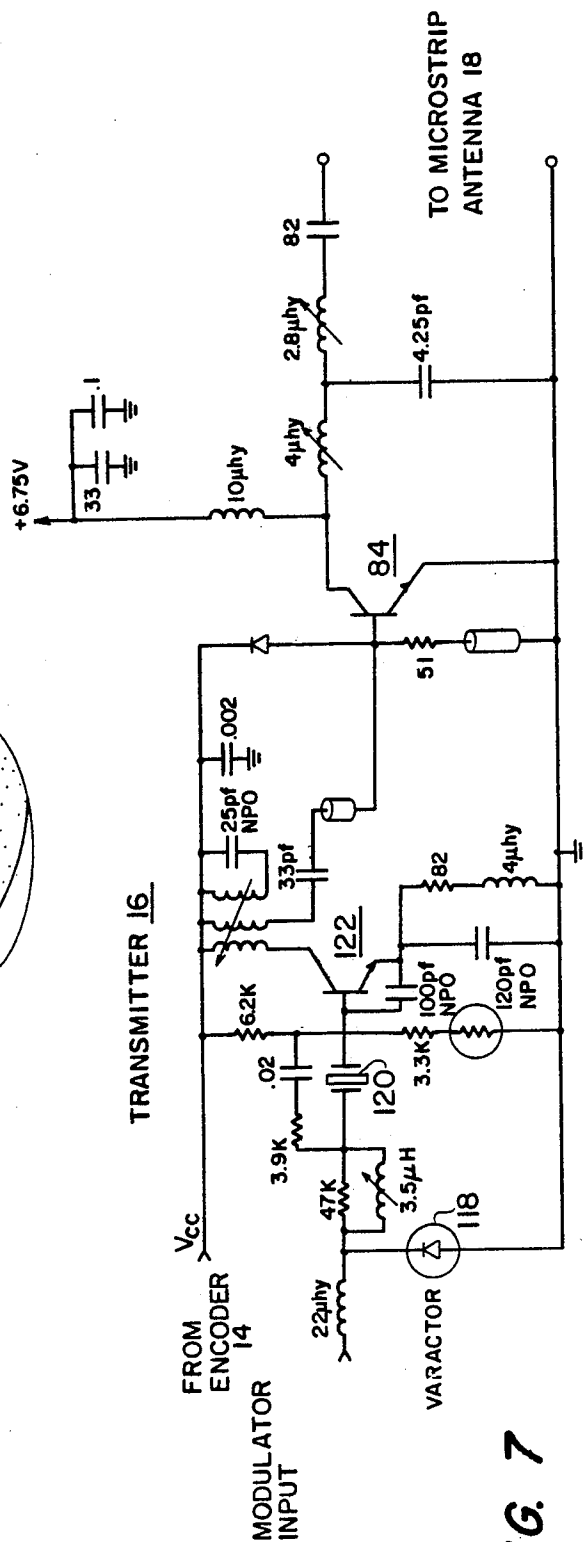 TRANSMITTER 16
FROM
ENCODER
14
VCC
MODULATOR
INPUT
22µhy
VARACTOR
118
47K
3.5µH
3.9K
.02
6.2K
120
3.3K
122
100pf
NPO
120pf
NPO
82
4µhy
25pf
NPO
.002
33pf
51
84
+6.75V
33
.1
10µhy
4µhy
2.8µhy
82
4.25pf
TO MICROSTRIP
ANTENNA 18
G. 7